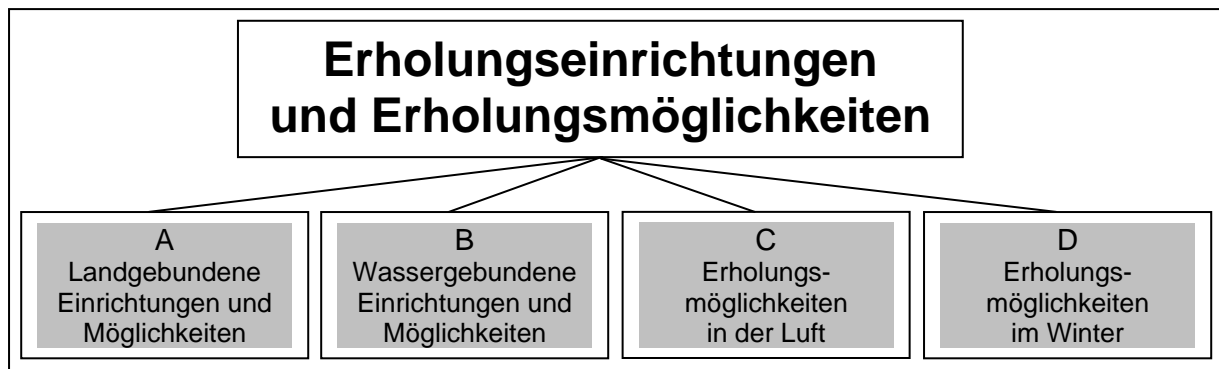 Erholungseinrichtungen
und Erholungsmöglichkeiten
A
Landgebundene
Einrichtungen und
Möglichkeiten
B
Wassergebundene
Einrichtungen und
Möglichkeiten
C
Erholungs-
möglichkeiten
in der Luft
D
Erholungs-
möglichkeiten
im Winter